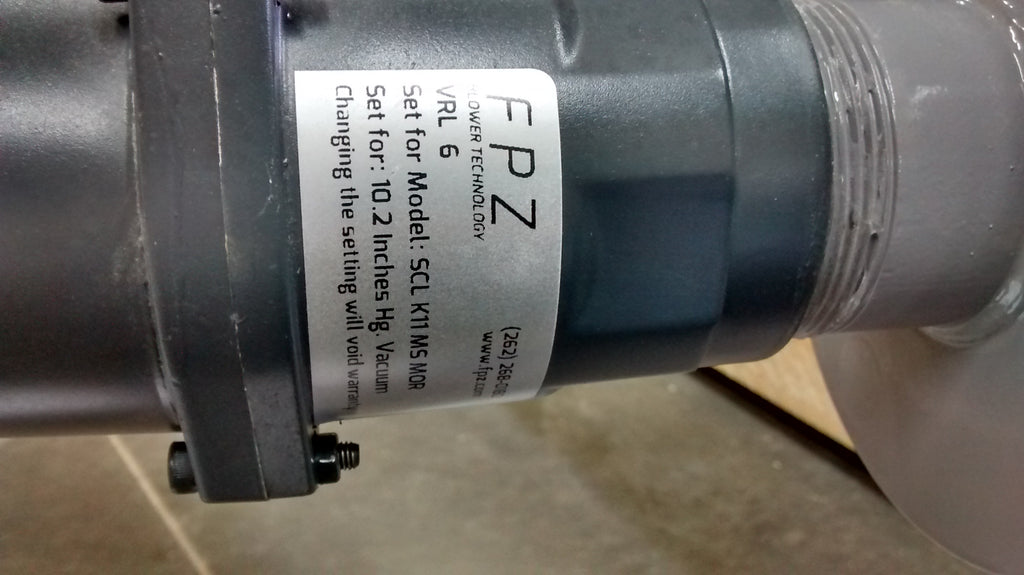 FPZ
BLOWER TECHNOLOGY
(262) 268-
www.fpz.com
VRL 6
Set for Model: SCL K11 MS MOR
Set for: 10.2 Inches Hg. Vacuum
Changing the setting will void warranty